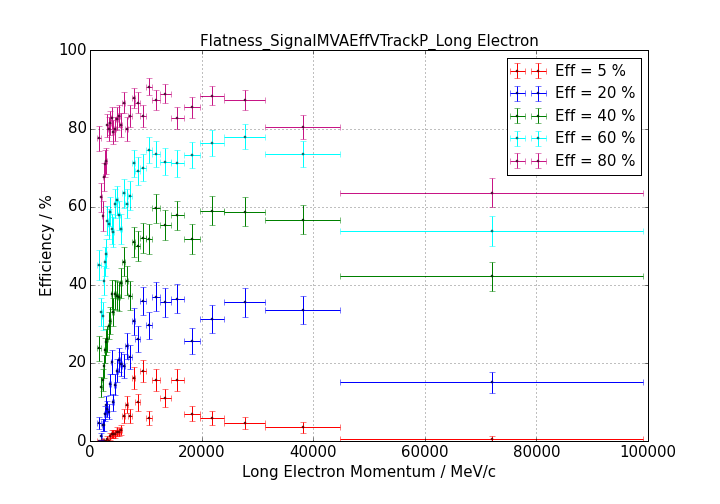 Flatness_SignalMVAEffVTrackP_Long Electron
100
80
60
40
20
0
Efficiency / %
Eff = 5 %
Eff = 20 %
Eff = 40 %
Eff = 60 %
Eff = 80 %
0 20000 40000 60000 80000 100000
Long Electron Momentum / MeV/c